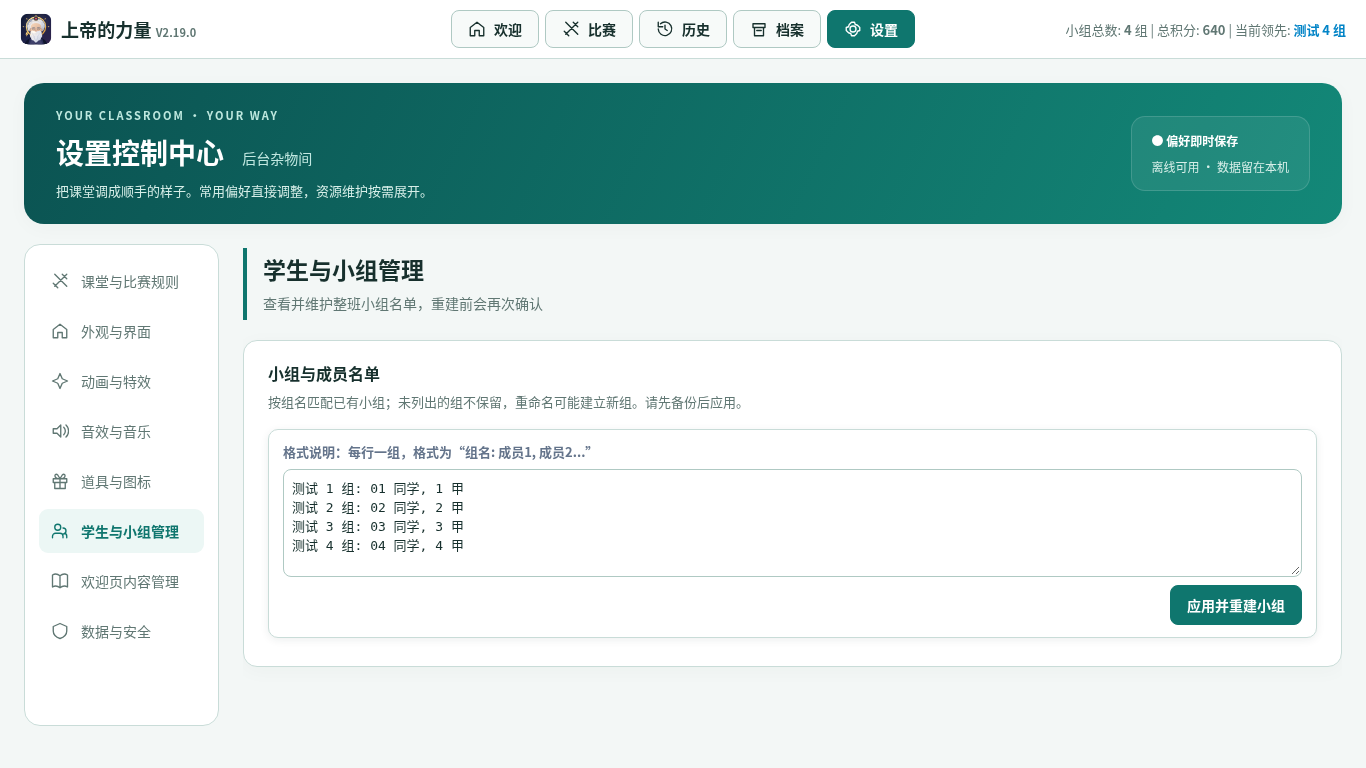 上帝的力量 V2.19.0
欢迎
比赛
历史
档案
设置
小组总数: 4 组 | 总积分: 640 | 当前领先: 测试 4 组
YOUR CLASSROOM · YOUR WAY
设置控制中心 后台杂物间
把课堂调成顺手的样子。常用偏好直接调整，资源维护按需展开。
偏好即时保存
离线可用 · 数据留在本机
课堂与比赛规则
外观与界面
动画与特效
音效与音乐
道具与图标
学生与小组管理
欢迎页内容管理
数据与安全
学生与小组管理
查看并维护整班小组名单，重建前会再次确认
小组与成员名单
按组名匹配已有小组；未列出的组不保留，重命名可能建立新组。请先备份后应用。
格式说明：每行一组，格式为“组名: 成员1, 成员2...”
测试 1 组: 01 同学, 1 甲
测试 2 组: 02 同学, 2 甲
测试 3 组: 03 同学, 3 甲
测试 4 组: 04 同学, 4 甲
应用并重建小组